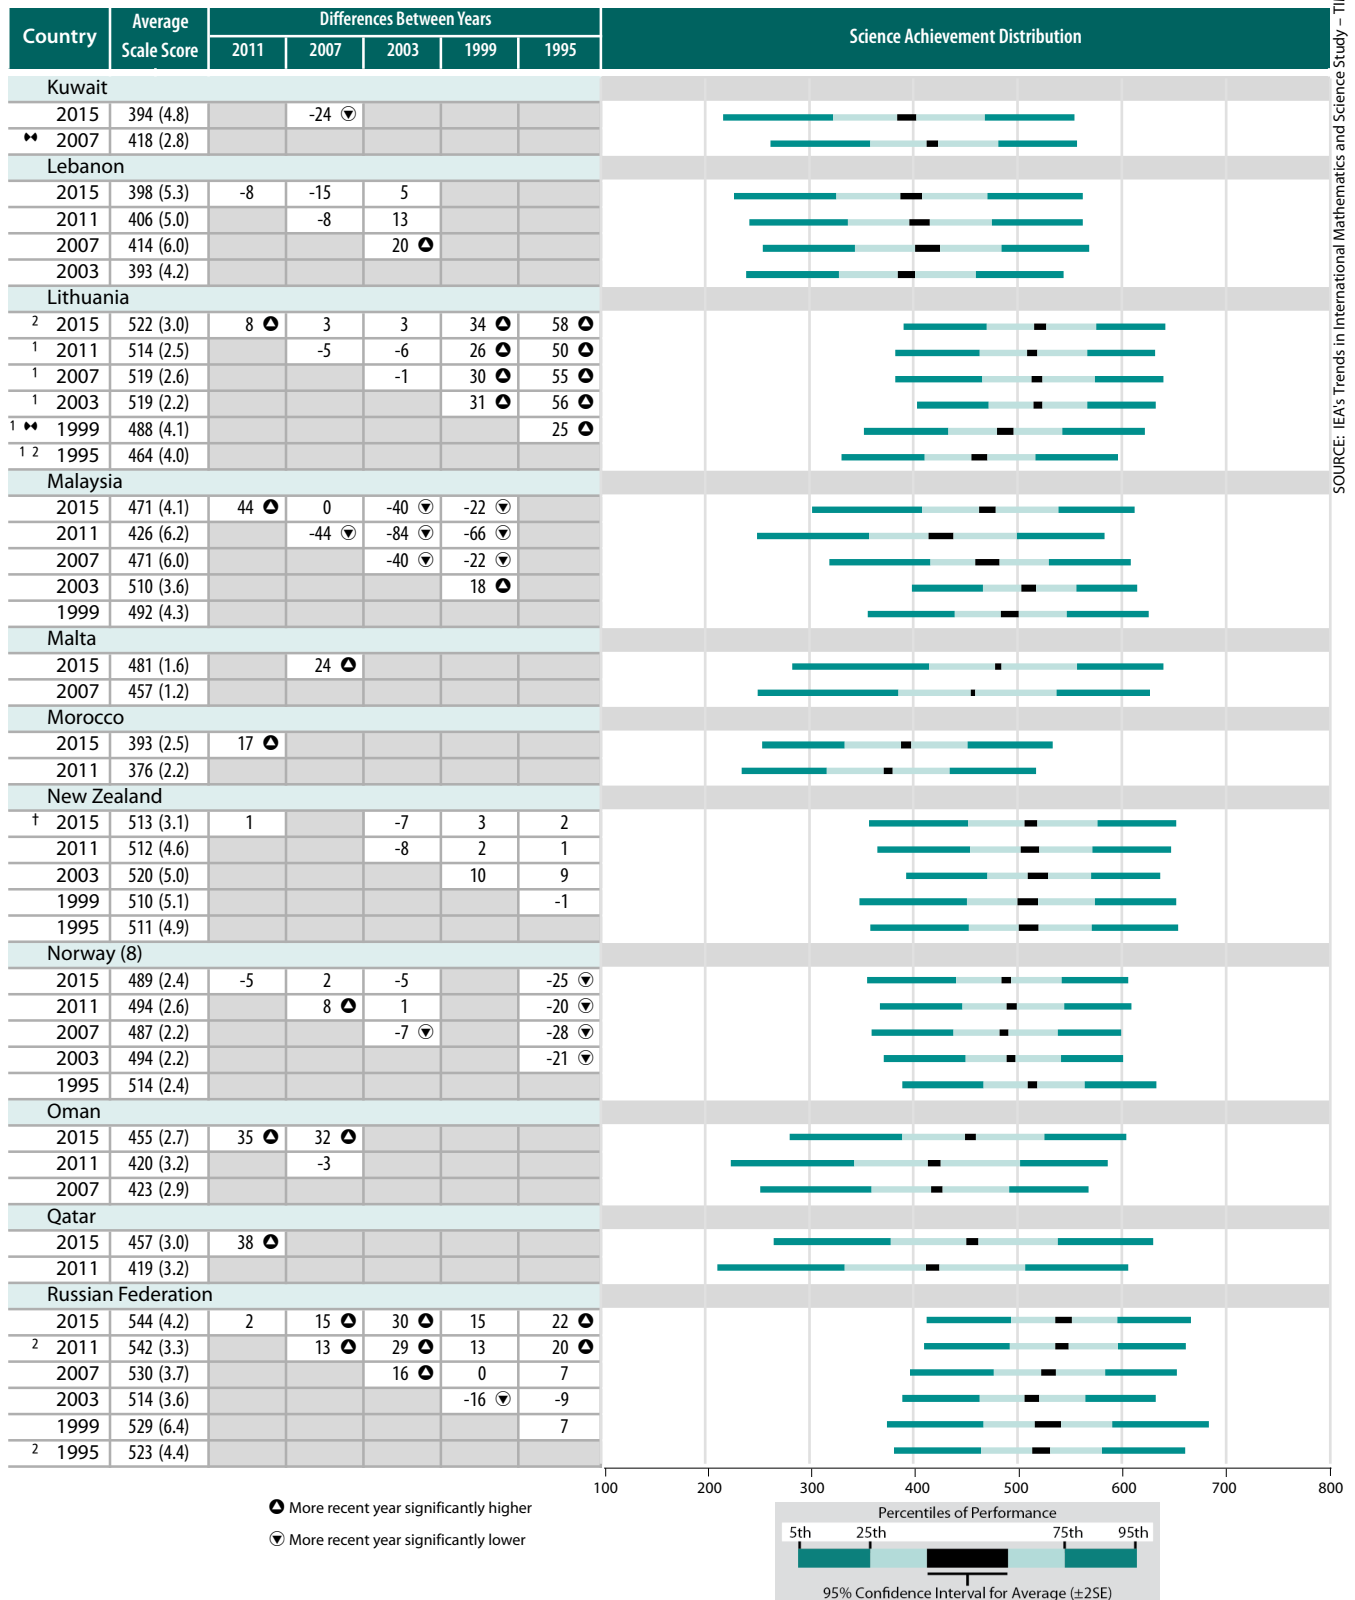 Country Average Scale Score Differences Between Years Science Achievement Distribution
2011 2007 2003 1999 1995
Kuwait
2015 394 (4.8) -24
2007 418 (2.8)
Lebanon
2015 398 (5.3) -8 -15 5
2011 406 (5.0) -8 13
2007 414 (6.0) 20
2003 393 (4.2)
Lithuania
2 2015 522 (3.0) 8 3 3 34 58
1 2011 514 (2.5) -5 -6 26 50
1 2007 519 (2.6) -1 30 55
1 2003 519 (2.2) 31 56
1 1999 488 (4.1) 25
1 2 1995 464 (4.0)
Malaysia
2015 471 (4.1) 44 0 -40 -22
2011 426 (6.2) -44 -84 -66
2007 471 (6.0) -40 -22
2003 510 (3.6) 18
1999 492 (4.3)
Malta
2015 481 (1.6) 24
2007 457 (1.2)
Morocco
2015 393 (2.5) 17
2011 376 (2.2)
New Zealand
† 2015 513 (3.1) 1 -7 3 2
2011 512 (4.6) -8 2 1
2003 520 (5.0) 10 9
1999 510 (5.1) -1
1995 511 (4.9)
Norway (8)
2015 489 (2.4) -5 2 -5 -25
2011 494 (2.6) 8 1 -20
2007 487 (2.2) -7 -28
2003 494 (2.2) -21
1995 514 (2.4)
Oman
2015 455 (2.7) 35 32
2011 420 (3.2) -3
2007 423 (2.9)
Qatar
2015 457 (3.0) 38
2011 419 (3.2)
Russian Federation
2015 544 (4.2) 2 15 30 15 22
2 2011 542 (3.3) 13 29 13 20
2007 530 (3.7) 16 0 7
2003 514 (3.6) -16 -9
1999 529 (6.4) 7
2 1995 523 (4.4)
100 200 300 400 500 600 700 800
More recent year significantly higher
More recent year significantly lower
Percentiles of Performance
5th 25th 75th 95th
95% Confidence Interval for Average (±2SE)
SOURCE: IEA's Trends in International Mathematics and Science Study –